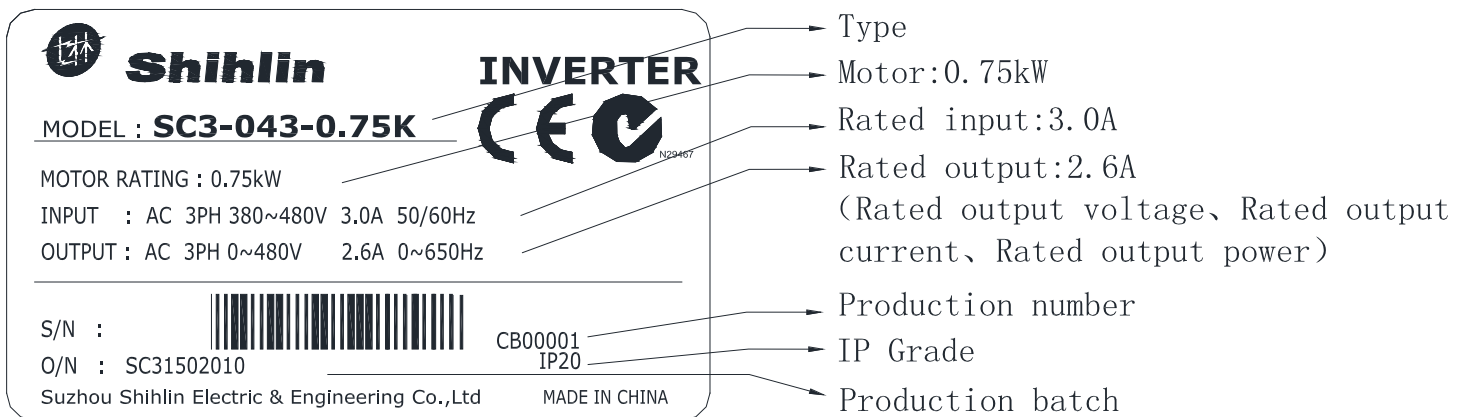 士林 Shihlin
INVERTER
MODEL : SC3-043-0.75K
CE
N29467
MOTOR RATING : 0.75kW
INPUT : AC 3PH 380~480V 3.0A 50/60Hz
OUTPUT : AC 3PH 0~480V 2.6A 0~650Hz
S/N :
CB00001
O/N : SC31502010
IP20
Suzhou Shihlin Electric & Engineering Co.,Ltd MADE IN CHINA
Type
Motor:0.75kW
Rated input:3.0A
Rated output:2.6A
(Rated output voltage、Rated output
current、Rated output power)
Production number
IP Grade
Production batch